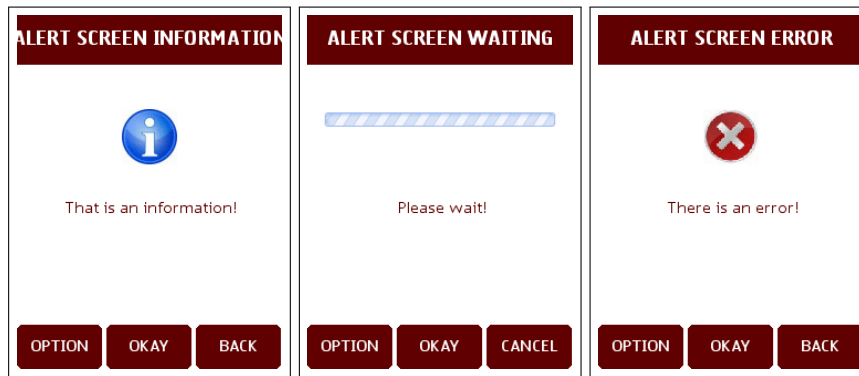 ALERT SCREEN INFORMATION
That is an information!
OPTION OKAY BACK
ALERT SCREEN WAITING
Please wait!
OPTION OKAY CANCEL
ALERT SCREEN ERROR
There is an error!
OPTION OKAY BACK